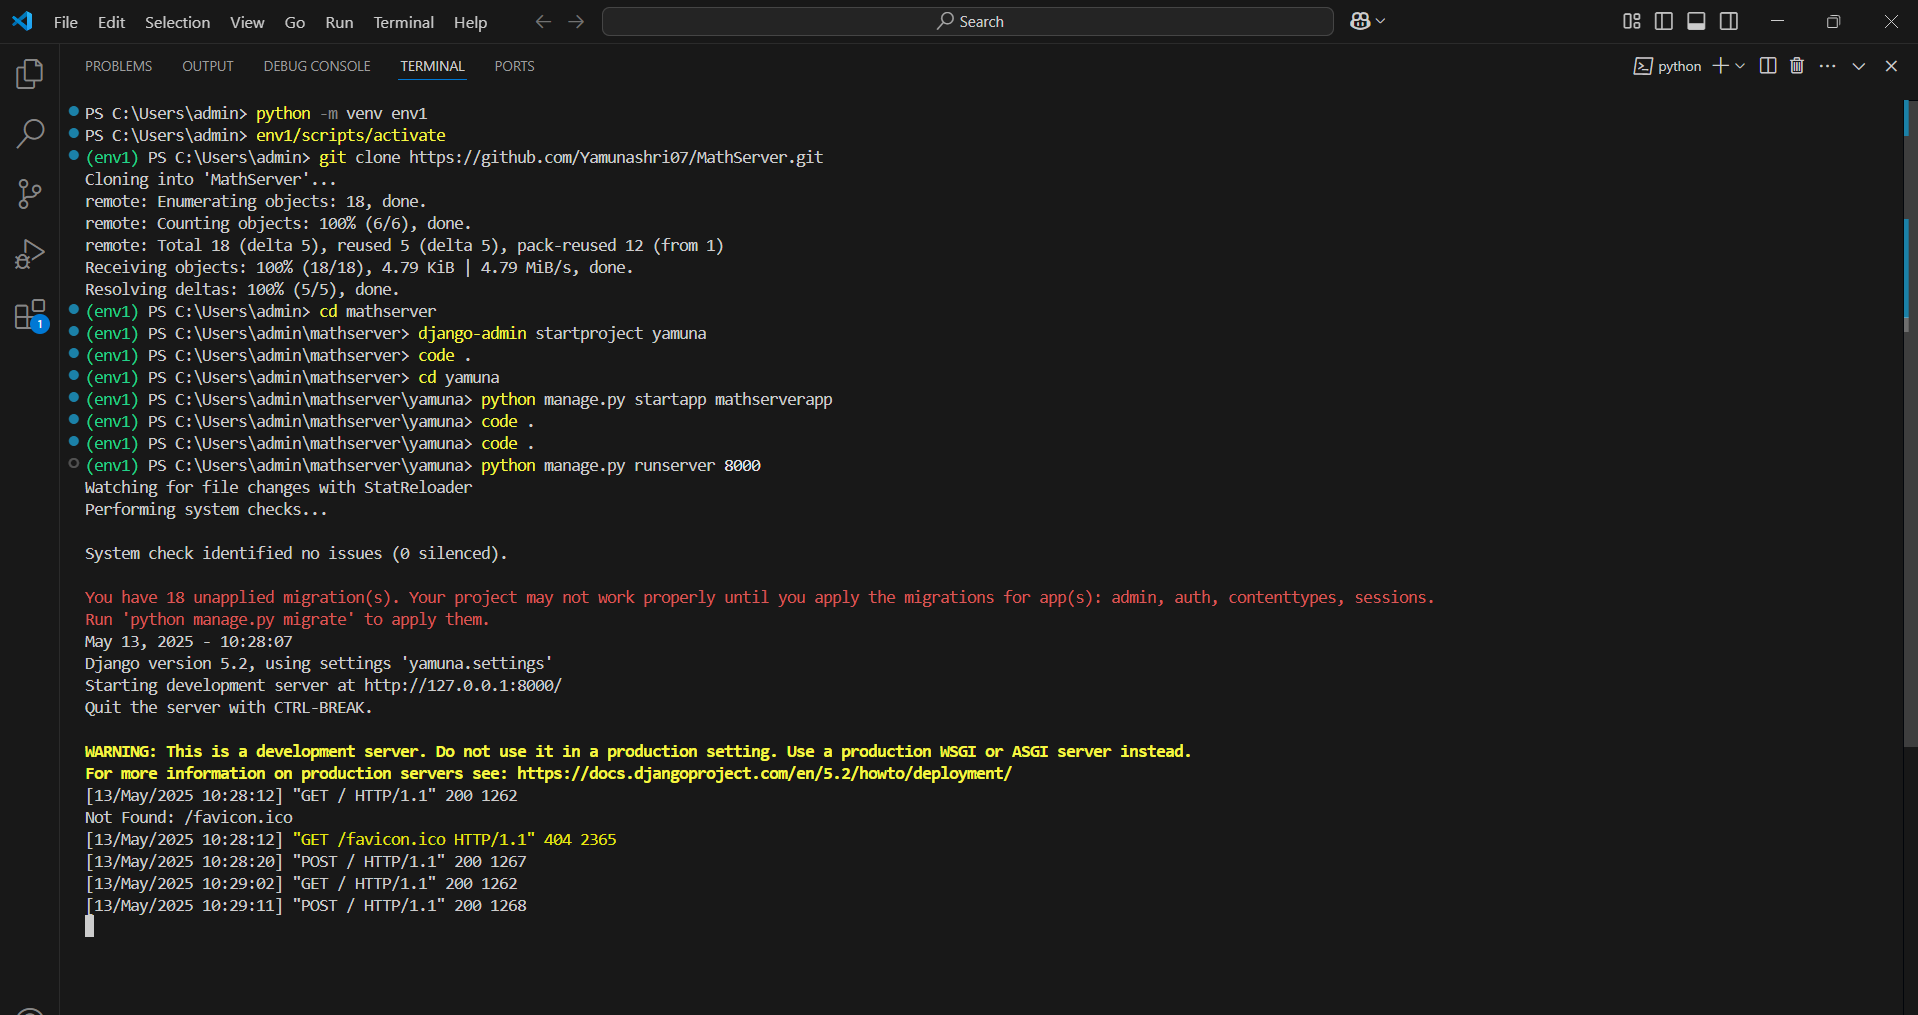 File Edit Selection View Go Run Terminal Help Search
PROBLEMS OUTPUT DEBUG CONSOLE TERMINAL PORTS python
PS C:\Users\admin> python -m venv env1
PS C:\Users\admin> env1/scripts/activate
(env1) PS C:\Users\admin> git clone https://github.com/Yamunashri07/MathServer.git
Cloning into 'MathServer'...
remote: Enumerating objects: 18, done.
remote: Counting objects: 100% (6/6), done.
remote: Total 18 (delta 5), reused 5 (delta 5), pack-reused 12 (from 1)
Receiving objects: 100% (18/18), 4.79 KiB | 4.79 MiB/s, done.
Resolving deltas: 100% (5/5), done.
(env1) PS C:\Users\admin> cd mathserver
(env1) PS C:\Users\admin\mathserver> django-admin startproject yamuna
(env1) PS C:\Users\admin\mathserver> code .
(env1) PS C:\Users\admin\mathserver> cd yamuna
(env1) PS C:\Users\admin\mathserver\yamuna> python manage.py startapp mathserverapp
(env1) PS C:\Users\admin\mathserver\yamuna> code .
(env1) PS C:\Users\admin\mathserver\yamuna> code .
(env1) PS C:\Users\admin\mathserver\yamuna> python manage.py runserver 8000
Watching for file changes with StatReloader
Performing system checks...
System check identified no issues (0 silenced).
You have 18 unapplied migration(s). Your project may not work properly until you apply the migrations for app(s): admin, auth, contenttypes, sessions.
Run 'python manage.py migrate' to apply them.
May 13, 2025 - 10:28:07
Django version 5.2, using settings 'yamuna.settings'
Starting development server at http://127.0.0.1:8000/
Quit the server with CTRL-BREAK.
WARNING: This is a development server. Do not use it in a production setting. Use a production WSGI or ASGI server instead.
For more information on production servers see: https://docs.djangoproject.com/en/5.2/howto/deployment/
[13/May/2025 10:28:12] "GET / HTTP/1.1" 200 1262
Not Found: /favicon.ico
[13/May/2025 10:28:12] "GET /favicon.ico HTTP/1.1" 404 2365
[13/May/2025 10:28:20] "POST / HTTP/1.1" 200 1267
[13/May/2025 10:29:02] "GET / HTTP/1.1" 200 1262
[13/May/2025 10:29:11] "POST / HTTP/1.1" 200 1268
1